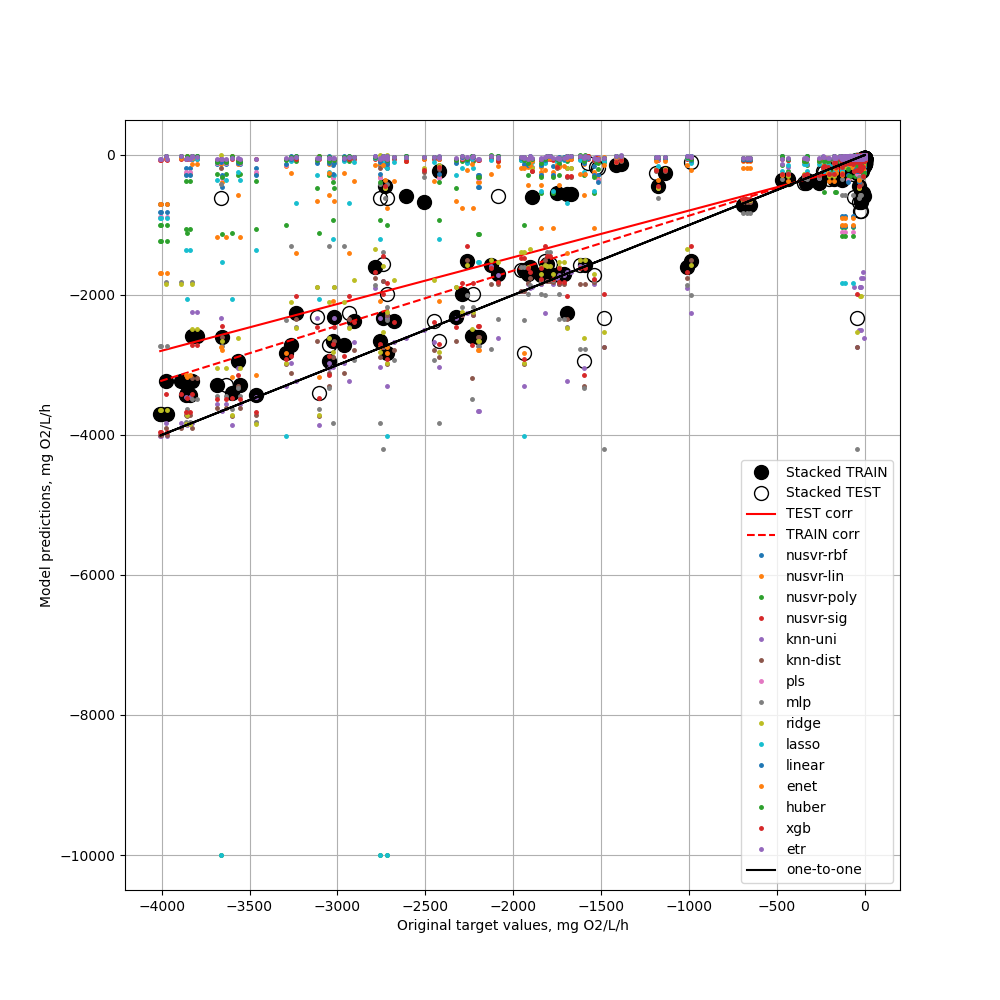 0
−2000
−4000
−6000
−8000
−10000
Model predictions, mg O2/L/h
−4000 −3500 −3000 −2500 −2000 −1500 −1000 −500 0
Original target values, mg O2/L/h
Stacked TRAIN
Stacked TEST
TEST corr
TRAIN corr
nusvr-rbf
nusvr-lin
nusvr-poly
nusvr-sig
knn-uni
knn-dist
pls
mlp
ridge
lasso
linear
enet
huber
xgb
etr
one-to-one